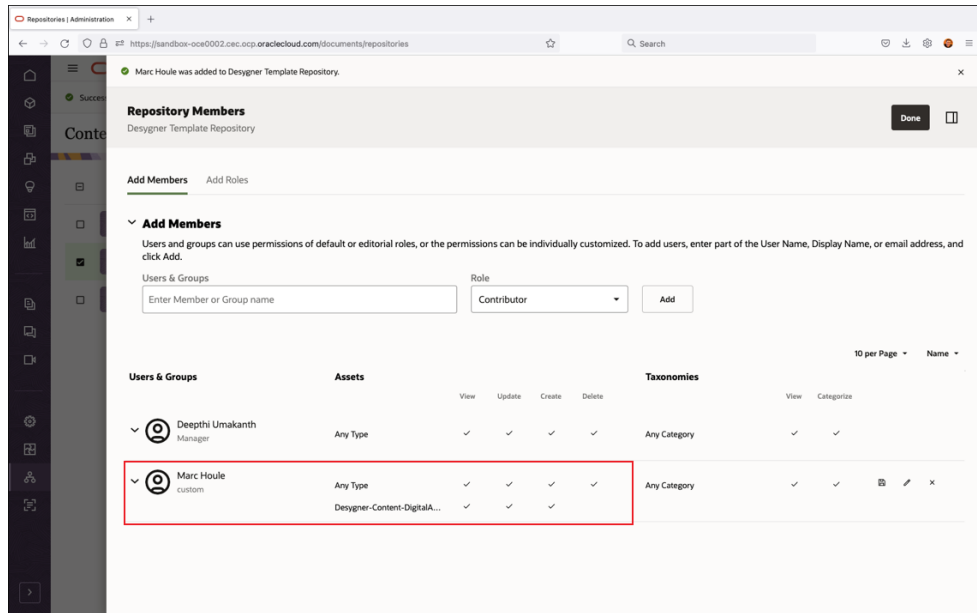 Repositories | Administration
https://sandbox-oce0002.cec.ocp.oraclecloud.com/documents/repositories
Search
Marc Houle was added to Desygner Template Repository.
Succes
Repository Members
Done
Desygner Template Repository
Conte
Add Members Add Roles
Add Members
Users and groups can use permissions of default or editorial roles, or the permissions can be individually customized. To add users, enter part of the User Name, Display Name, or email address, and
click Add.
Users & Groups Role
Enter Member or Group name Contributor Add
10 per Page Name
Users & Groups Assets Taxonomies
View Update Create Delete View Categorize
Deepthi Umakanth
Manager Any Type Any Category
Marc Houle
custom Any Type Any Category
Desygner-Content-DigitalA...